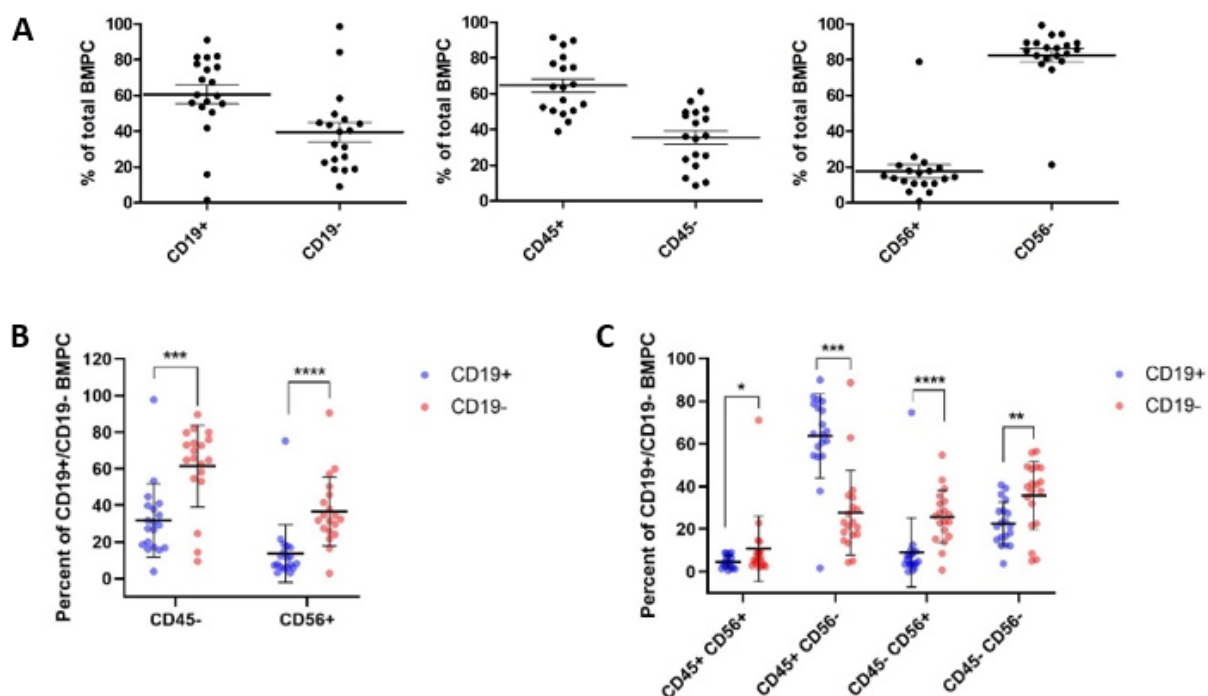 A
% of total BMPC
100
80
60
40
20
0
CD19+
CD19-
% of total BMPC
100
80
60
40
20
0
CD45+
CD45-
% of total BMPC
100
80
60
40
20
0
CD56+
CD56-
B
Percent of CD19+/CD19- BMPC
120
100
80
60
40
20
0
***
****
CD45-
CD56+
CD19+
CD19-
C
Percent of CD19+/CD19- BMPC
100
80
60
40
20
0
*
***
****
**
CD45+ CD56+
CD45+ CD56-
CD45- CD56+
CD45- CD56-
CD19+
CD19-